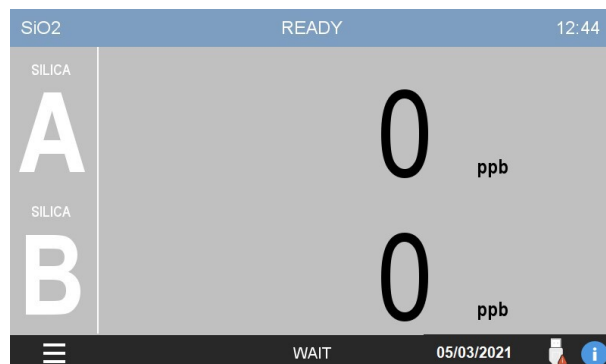 SiO2 READY 12:44
SILICA
A 0 ppb
SILICA
B 0 ppb
WAIT 05/03/2021 i